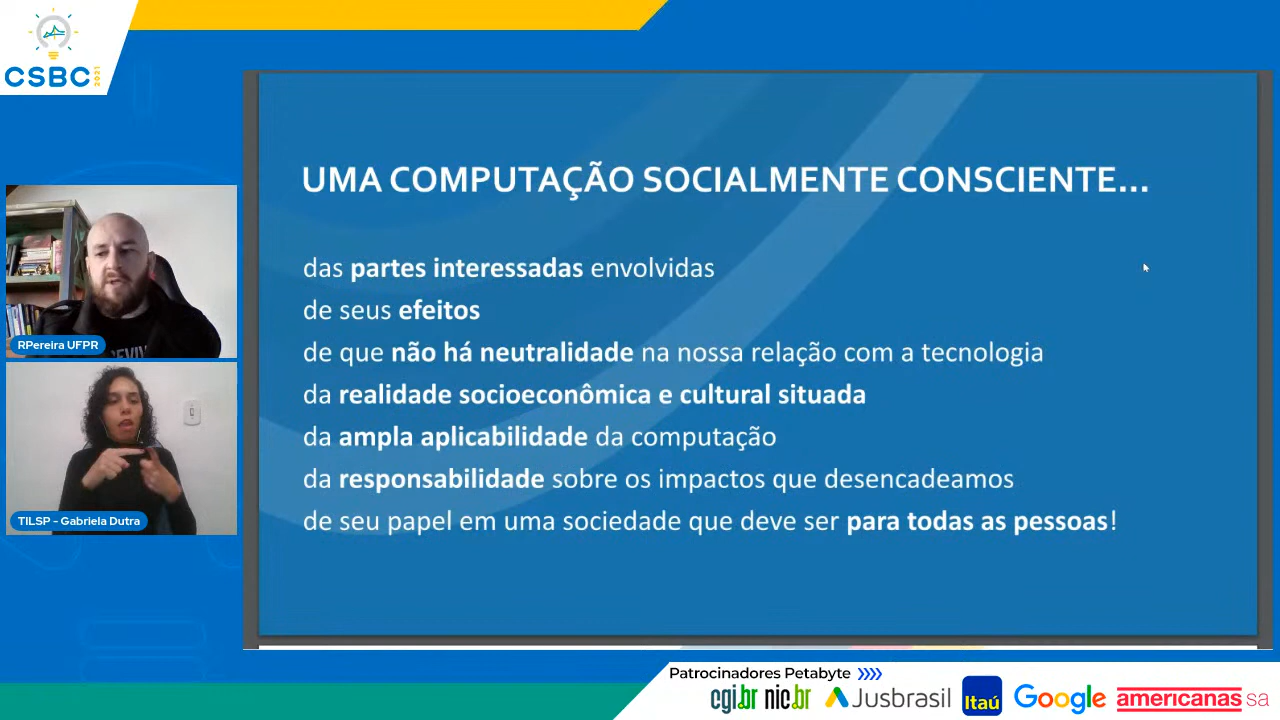 CSBC 2021
UMA COMPUTAÇÃO SOCIALMENTE CONSCIENTE...
das partes interessadas envolvidas
de seus efeitos
de que não há neutralidade na nossa relação com a tecnologia
da realidade socioeconômica e cultural situada
da ampla aplicabilidade da computação
da responsabilidade sobre os impactos que desencadeamos
de seu papel em uma sociedade que deve ser para todas as pessoas!
RPereira UFPR
TILSP - Gabriela Dutra
Patrocinadores Petabyte
cgi.br nic.br Jusbrasil Itaú Google americanas sa